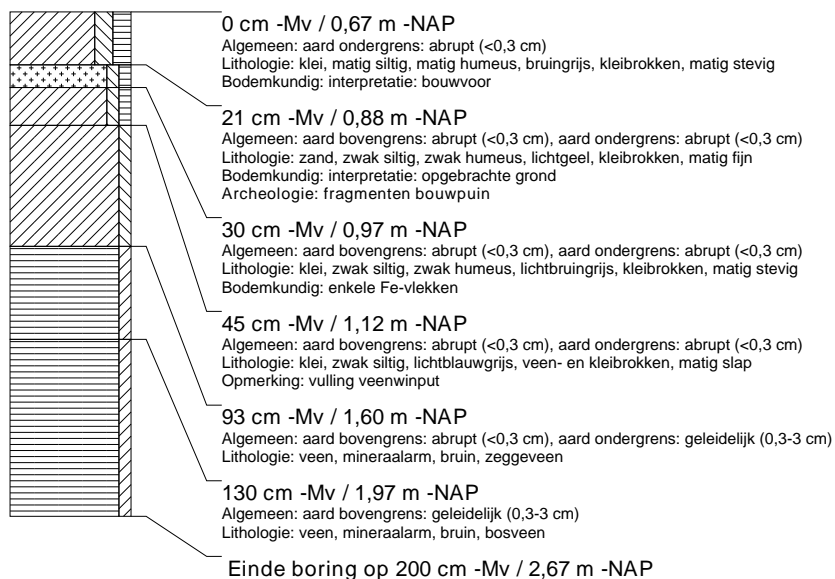 0 cm -Mv / 0,67 m -NAP
Algemeen: aard ondergrens: abrupt (<0,3 cm)
Lithologie: klei, matig siltig, matig humeus, bruingrijs, kleibrokken, matig stevig
Bodemkundig: interpretatie: bouwvoor
21 cm -Mv / 0,88 m -NAP
Algemeen: aard bovengrens: abrupt (<0,3 cm), aard ondergrens: abrupt (<0,3 cm)
Lithologie: zand, zwak siltig, zwak humeus, lichtgeel, kleibrokken, matig fijn
Bodemkundig: interpretatie: opgebrachte grond
Archeologie: fragmenten bouwpuin
30 cm -Mv / 0,97 m -NAP
Algemeen: aard bovengrens: abrupt (<0,3 cm), aard ondergrens: abrupt (<0,3 cm)
Lithologie: klei, zwak siltig, zwak humeus, lichtbruingrijs, kleibrokken, matig stevig
Bodemkundig: enkele Fe-vlekken
45 cm -Mv / 1,12 m -NAP
Algemeen: aard bovengrens: abrupt (<0,3 cm), aard ondergrens: abrupt (<0,3 cm)
Lithologie: klei, zwak siltig, lichtblauwgrijs, veen- en kleibrokken, matig slap
Opmerking: vulling veenwinput
93 cm -Mv / 1,60 m -NAP
Algemeen: aard bovengrens: abrupt (<0,3 cm), aard ondergrens: geleidelijk (0,3-3 cm)
Lithologie: veen, mineraalarm, bruin, zeggeveen
130 cm -Mv / 1,97 m -NAP
Algemeen: aard bovengrens: geleidelijk (0,3-3 cm)
Lithologie: veen, mineraalarm, bruin, bosveen
Einde boring op 200 cm -Mv / 2,67 m -NAP